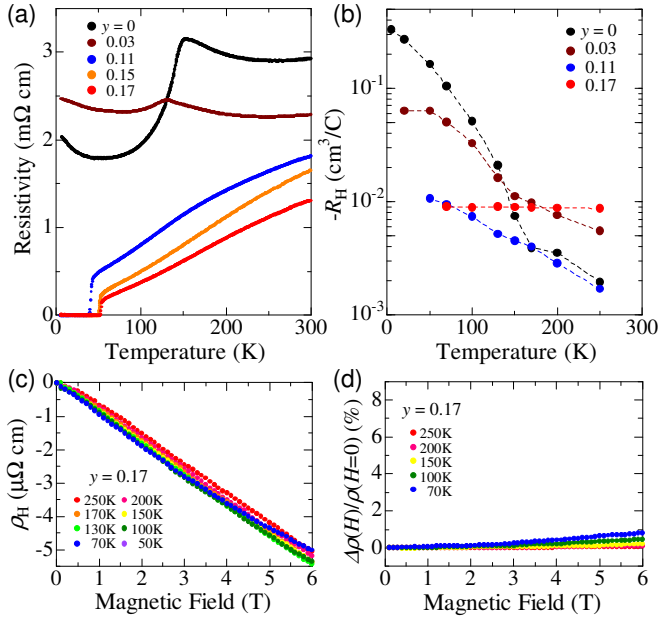 (a)
y = 0
0.03
0.11
0.15
0.17
3
2
1
0
Resistivity (mΩ cm)
0 50 100 150 200 250 300
Temperature (K)
(b)
y = 0
0.03
0.11
0.17
10⁻¹
10⁻²
10⁻³
-R_H (cm³/C)
0 100 200 300
Temperature (K)
(c)
0
-1
-2
-3
-4
-5
ρ_H (μΩ cm)
y = 0.17
250K 200K
170K 150K
130K 100K
70K 50K
0 1 2 3 4 5 6
Magnetic Field (T)
(d)
8
6
4
2
0
Δρ(H)/ρ(H=0) (%)
y = 0.17
250K
200K
150K
100K
70K
0 1 2 3 4 5 6
Magnetic Field (T)